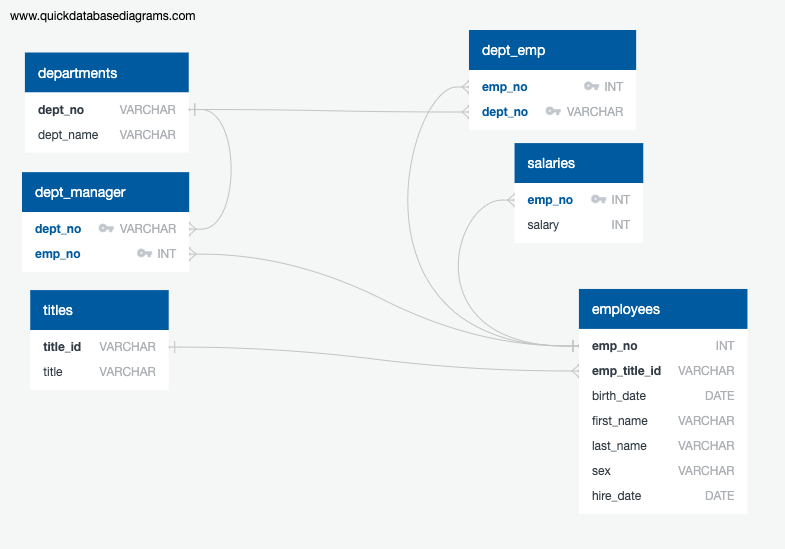 www.quickdatabasediagrams.com
departments
dept_no VARCHAR
dept_name VARCHAR
dept_manager
dept_no VARCHAR
emp_no INT
titles
title_id VARCHAR
title VARCHAR
dept_emp
emp_no INT
dept_no VARCHAR
salaries
emp_no INT
salary INT
employees
emp_no INT
emp_title_id VARCHAR
birth_date DATE
first_name VARCHAR
last_name VARCHAR
sex VARCHAR
hire_date DATE